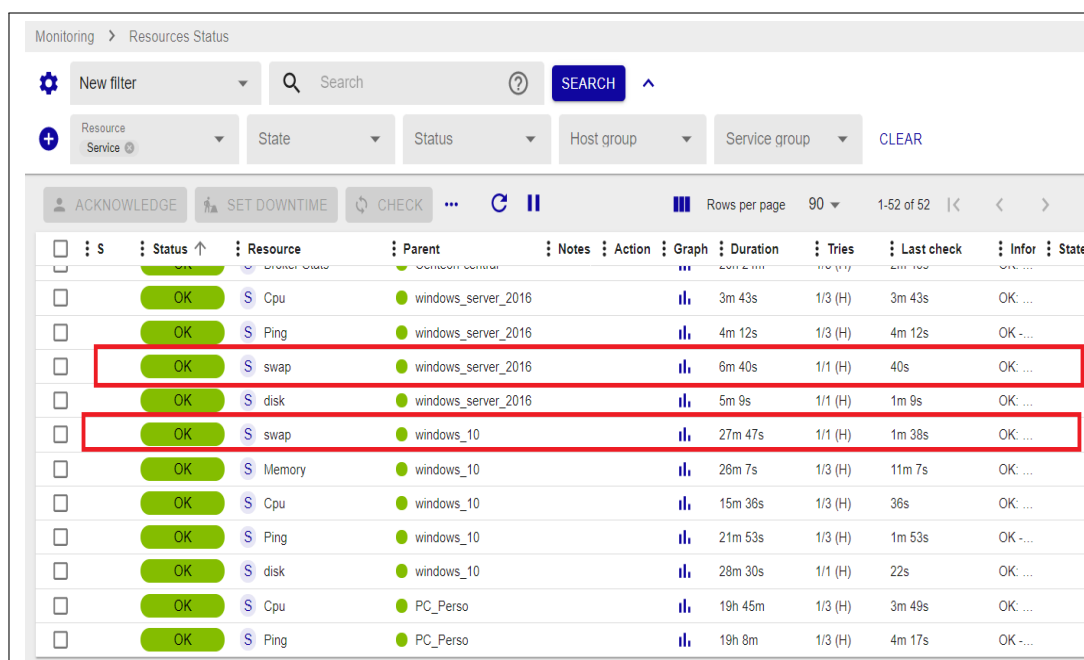 Monitoring > Resources Status
New filter Search ? SEARCH
Resource
Service State Status Host group Service group CLEAR
ACKNOWLEDGE SET DOWNTIME CHECK ... Rows per page 90 1-52 of 52
S Status Resource Parent Notes Action Graph Duration Tries Last check Infor State
OK S Cpu windows_server_2016 3m 43s 1/3 (H) 3m 43s OK: ...
OK S Ping windows_server_2016 4m 12s 1/3 (H) 4m 12s OK -...
OK S swap windows_server_2016 6m 40s 1/1 (H) 40s OK: ...
OK S disk windows_server_2016 5m 9s 1/1 (H) 1m 9s OK: ...
OK S swap windows_10 27m 47s 1/1 (H) 1m 38s OK: ...
OK S Memory windows_10 26m 7s 1/3 (H) 11m 7s OK: ...
OK S Cpu windows_10 15m 36s 1/3 (H) 36s OK: ...
OK S Ping windows_10 21m 53s 1/3 (H) 1m 53s OK -...
OK S disk windows_10 28m 30s 1/1 (H) 22s OK: ...
OK S Cpu PC_Perso 19h 45m 1/3 (H) 3m 49s OK: ...
OK S Ping PC_Perso 19h 8m 1/3 (H) 4m 17s OK -...